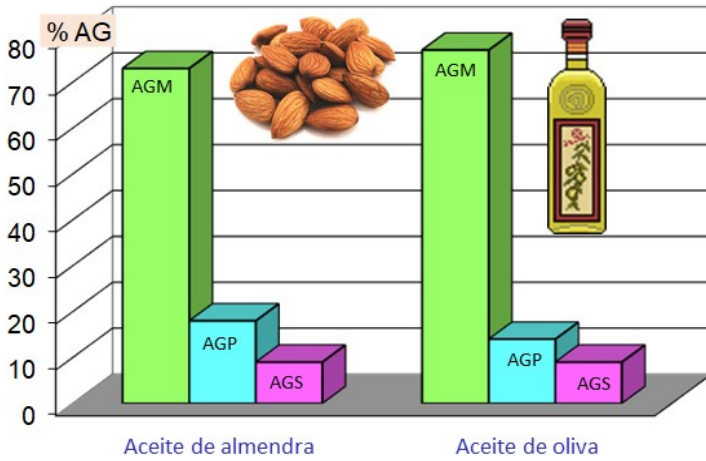 % AG
80
70
60
50
40
30
20
10
0
AGM
AGP
AGS
AGM
AGP
AGS
Aceite de almendra
Aceite de oliva